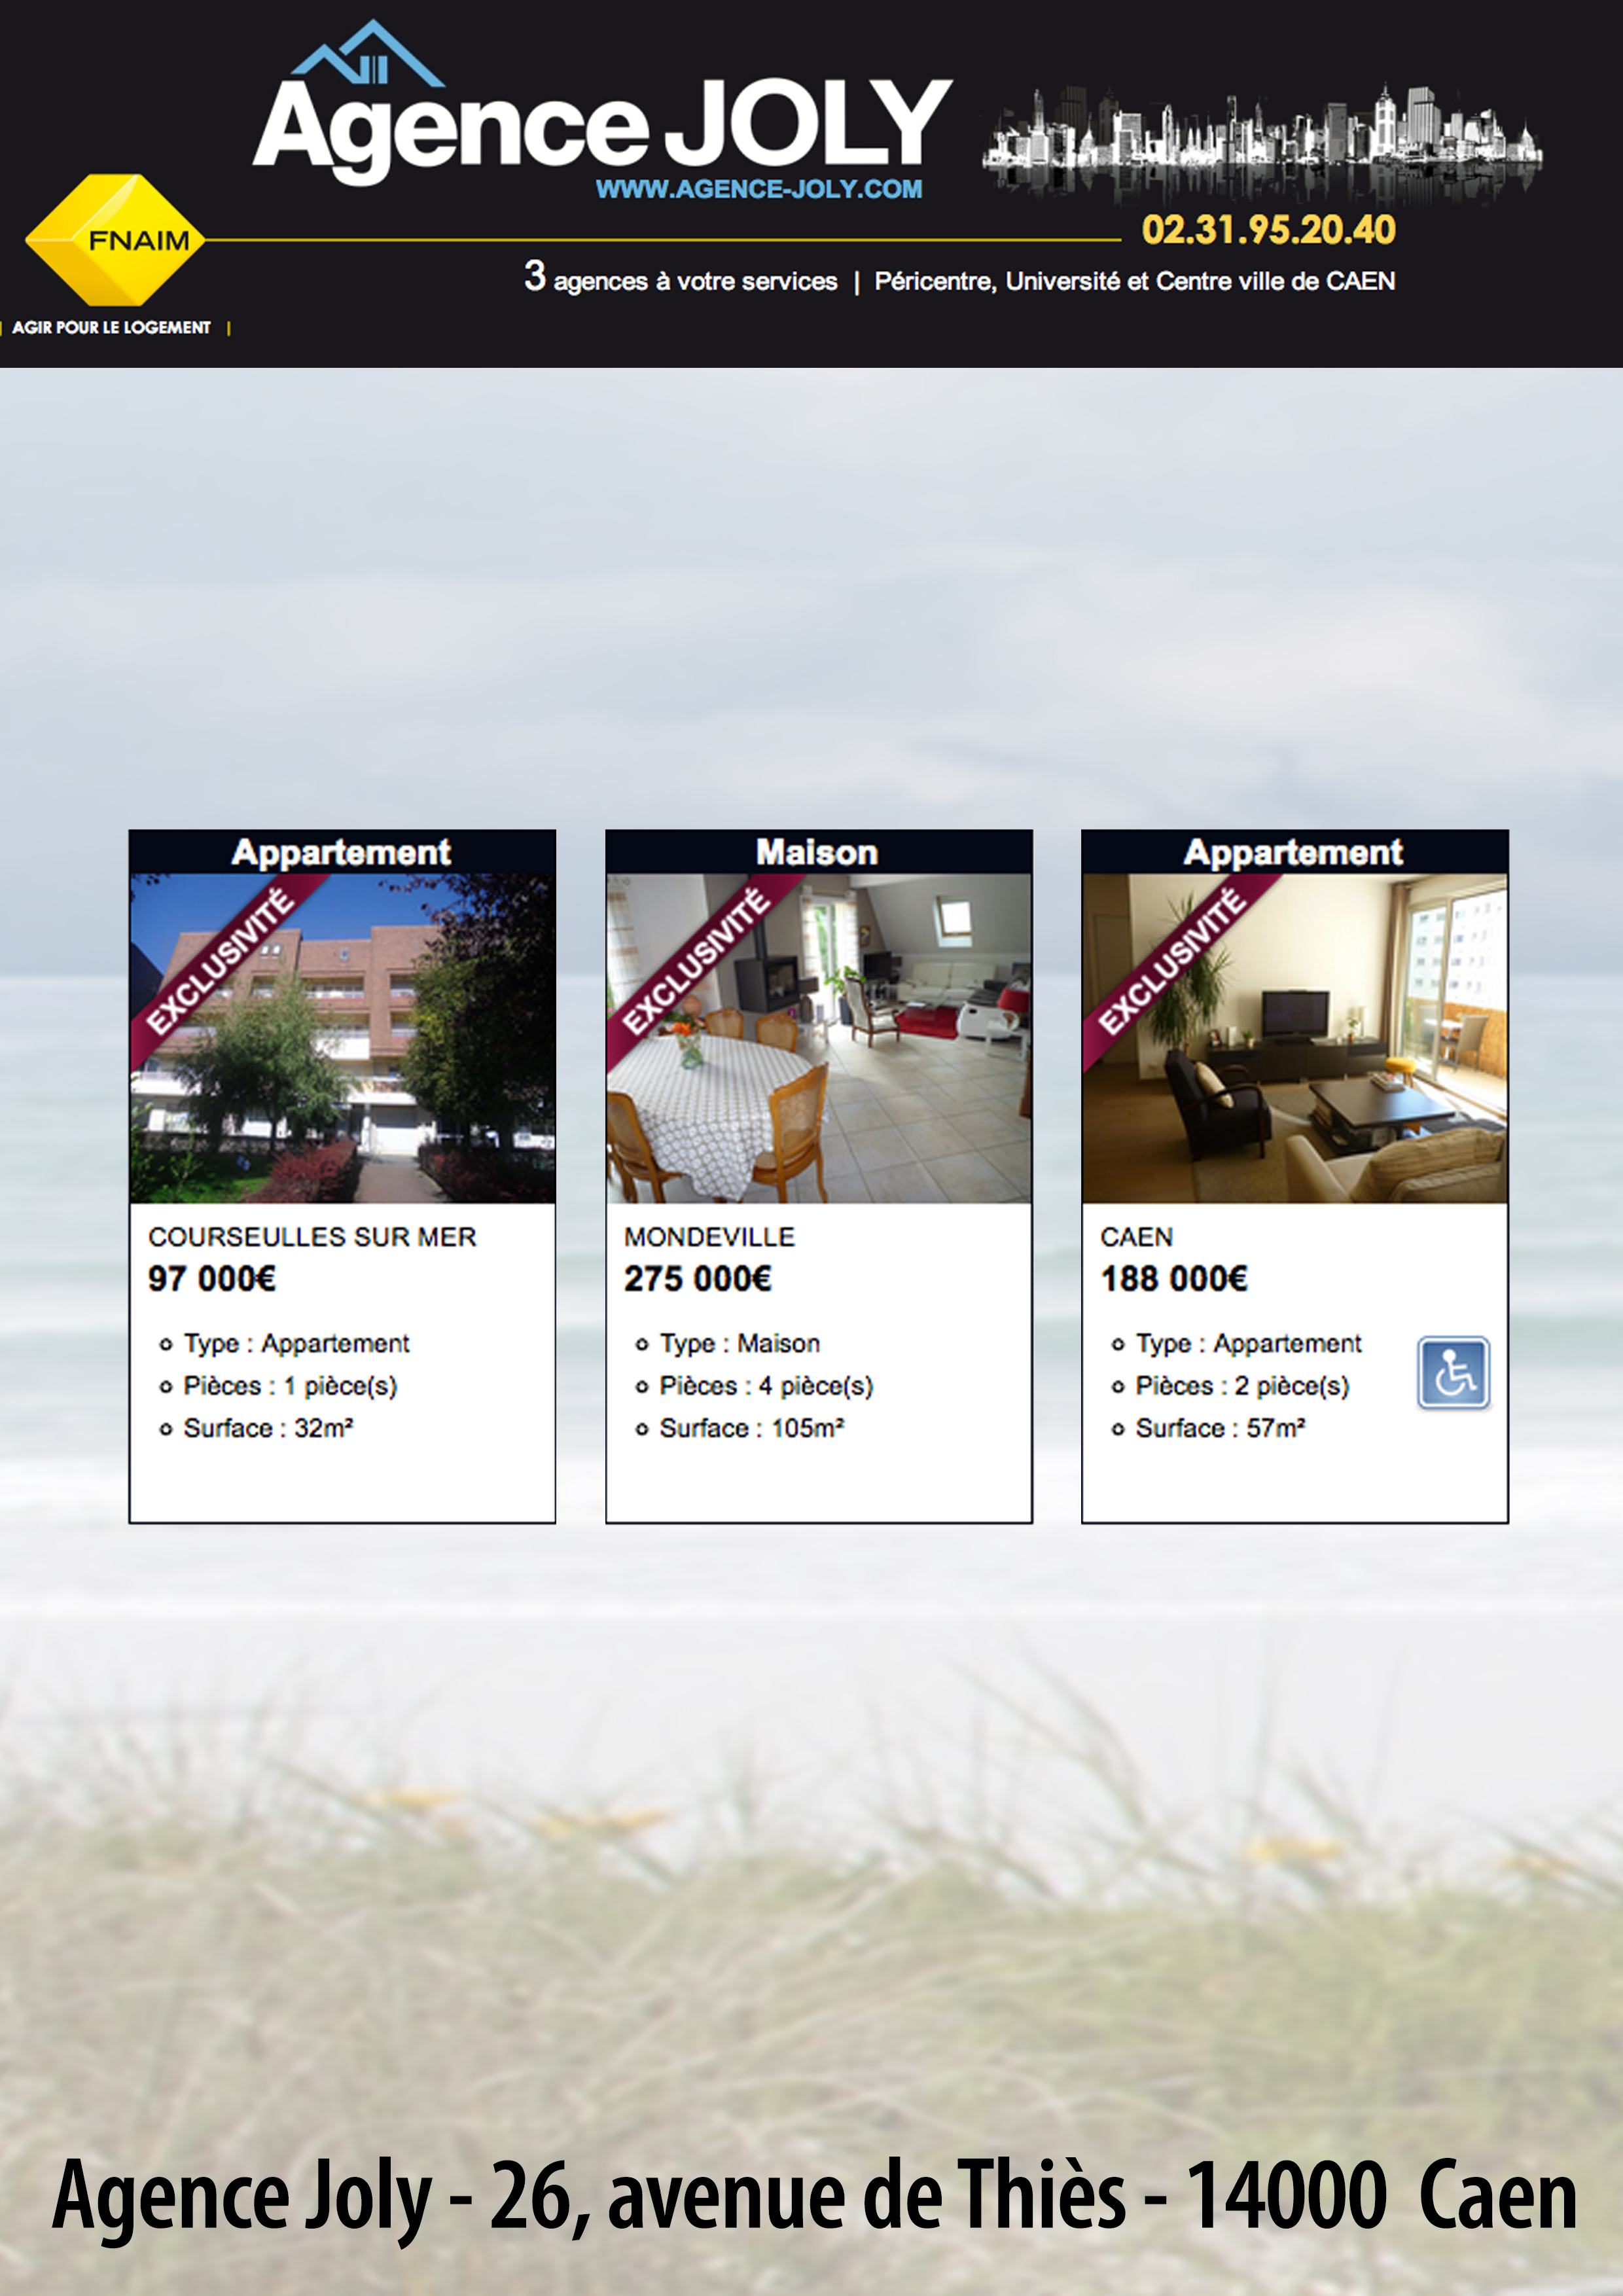 Agence JOLY
WWW.AGENCE-JOLY.COM
FNAIM
02.31.95.20.40
3 agences à votre services | Péricentre, Université et Centre ville de CAEN
| AGIR POUR LE LOGEMENT |
Appartement
EXCLUSIVITÉ
COURSEULLES SUR MER
97 000€
Type : Appartement
Pièces : 1 pièce(s)
Surface : 32m²
Maison
EXCLUSIVITÉ
MONDEVILLE
275 000€
Type : Maison
Pièces : 4 pièce(s)
Surface : 105m²
Appartement
EXCLUSIVITÉ
CAEN
188 000€
Type : Appartement
Pièces : 2 pièce(s)
Surface : 57m²
Agence Joly - 26, avenue de Thiès - 14000 Caen